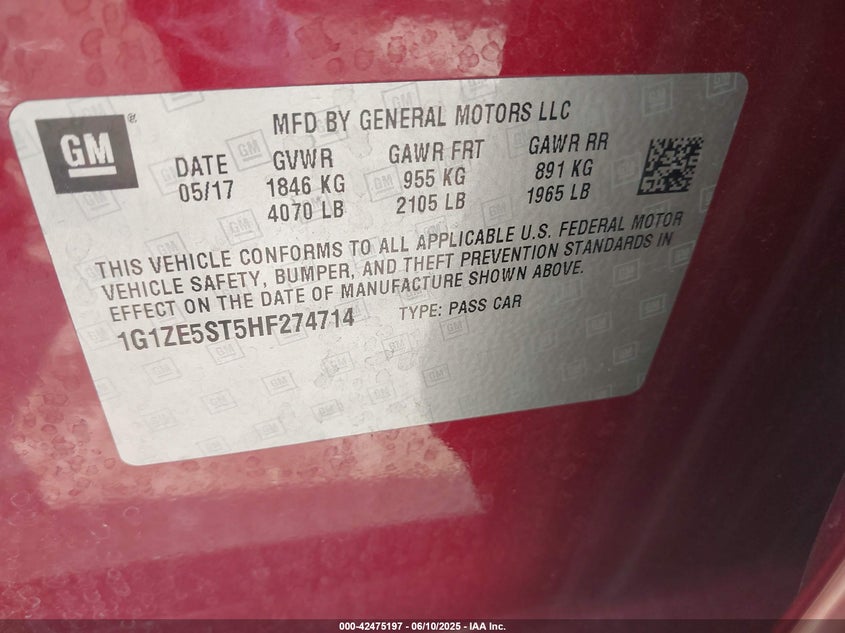 GM
MFD BY GENERAL MOTORS LLC
DATE GVWR GAWR FRT GAWR RR
05/17 1846 KG 955 KG 891 KG
4070 LB 2105 LB 1965 LB
THIS VEHICLE CONFORMS TO ALL APPLICABLE U.S. FEDERAL MOTOR
VEHICLE SAFETY, BUMPER, AND THEFT PREVENTION STANDARDS IN
EFFECT ON THE DATE OF MANUFACTURE SHOWN ABOVE.
1G1ZE5ST5HF274714 TYPE: PASS CAR
000-42475197 - 06/10/2025 - IAA Inc.